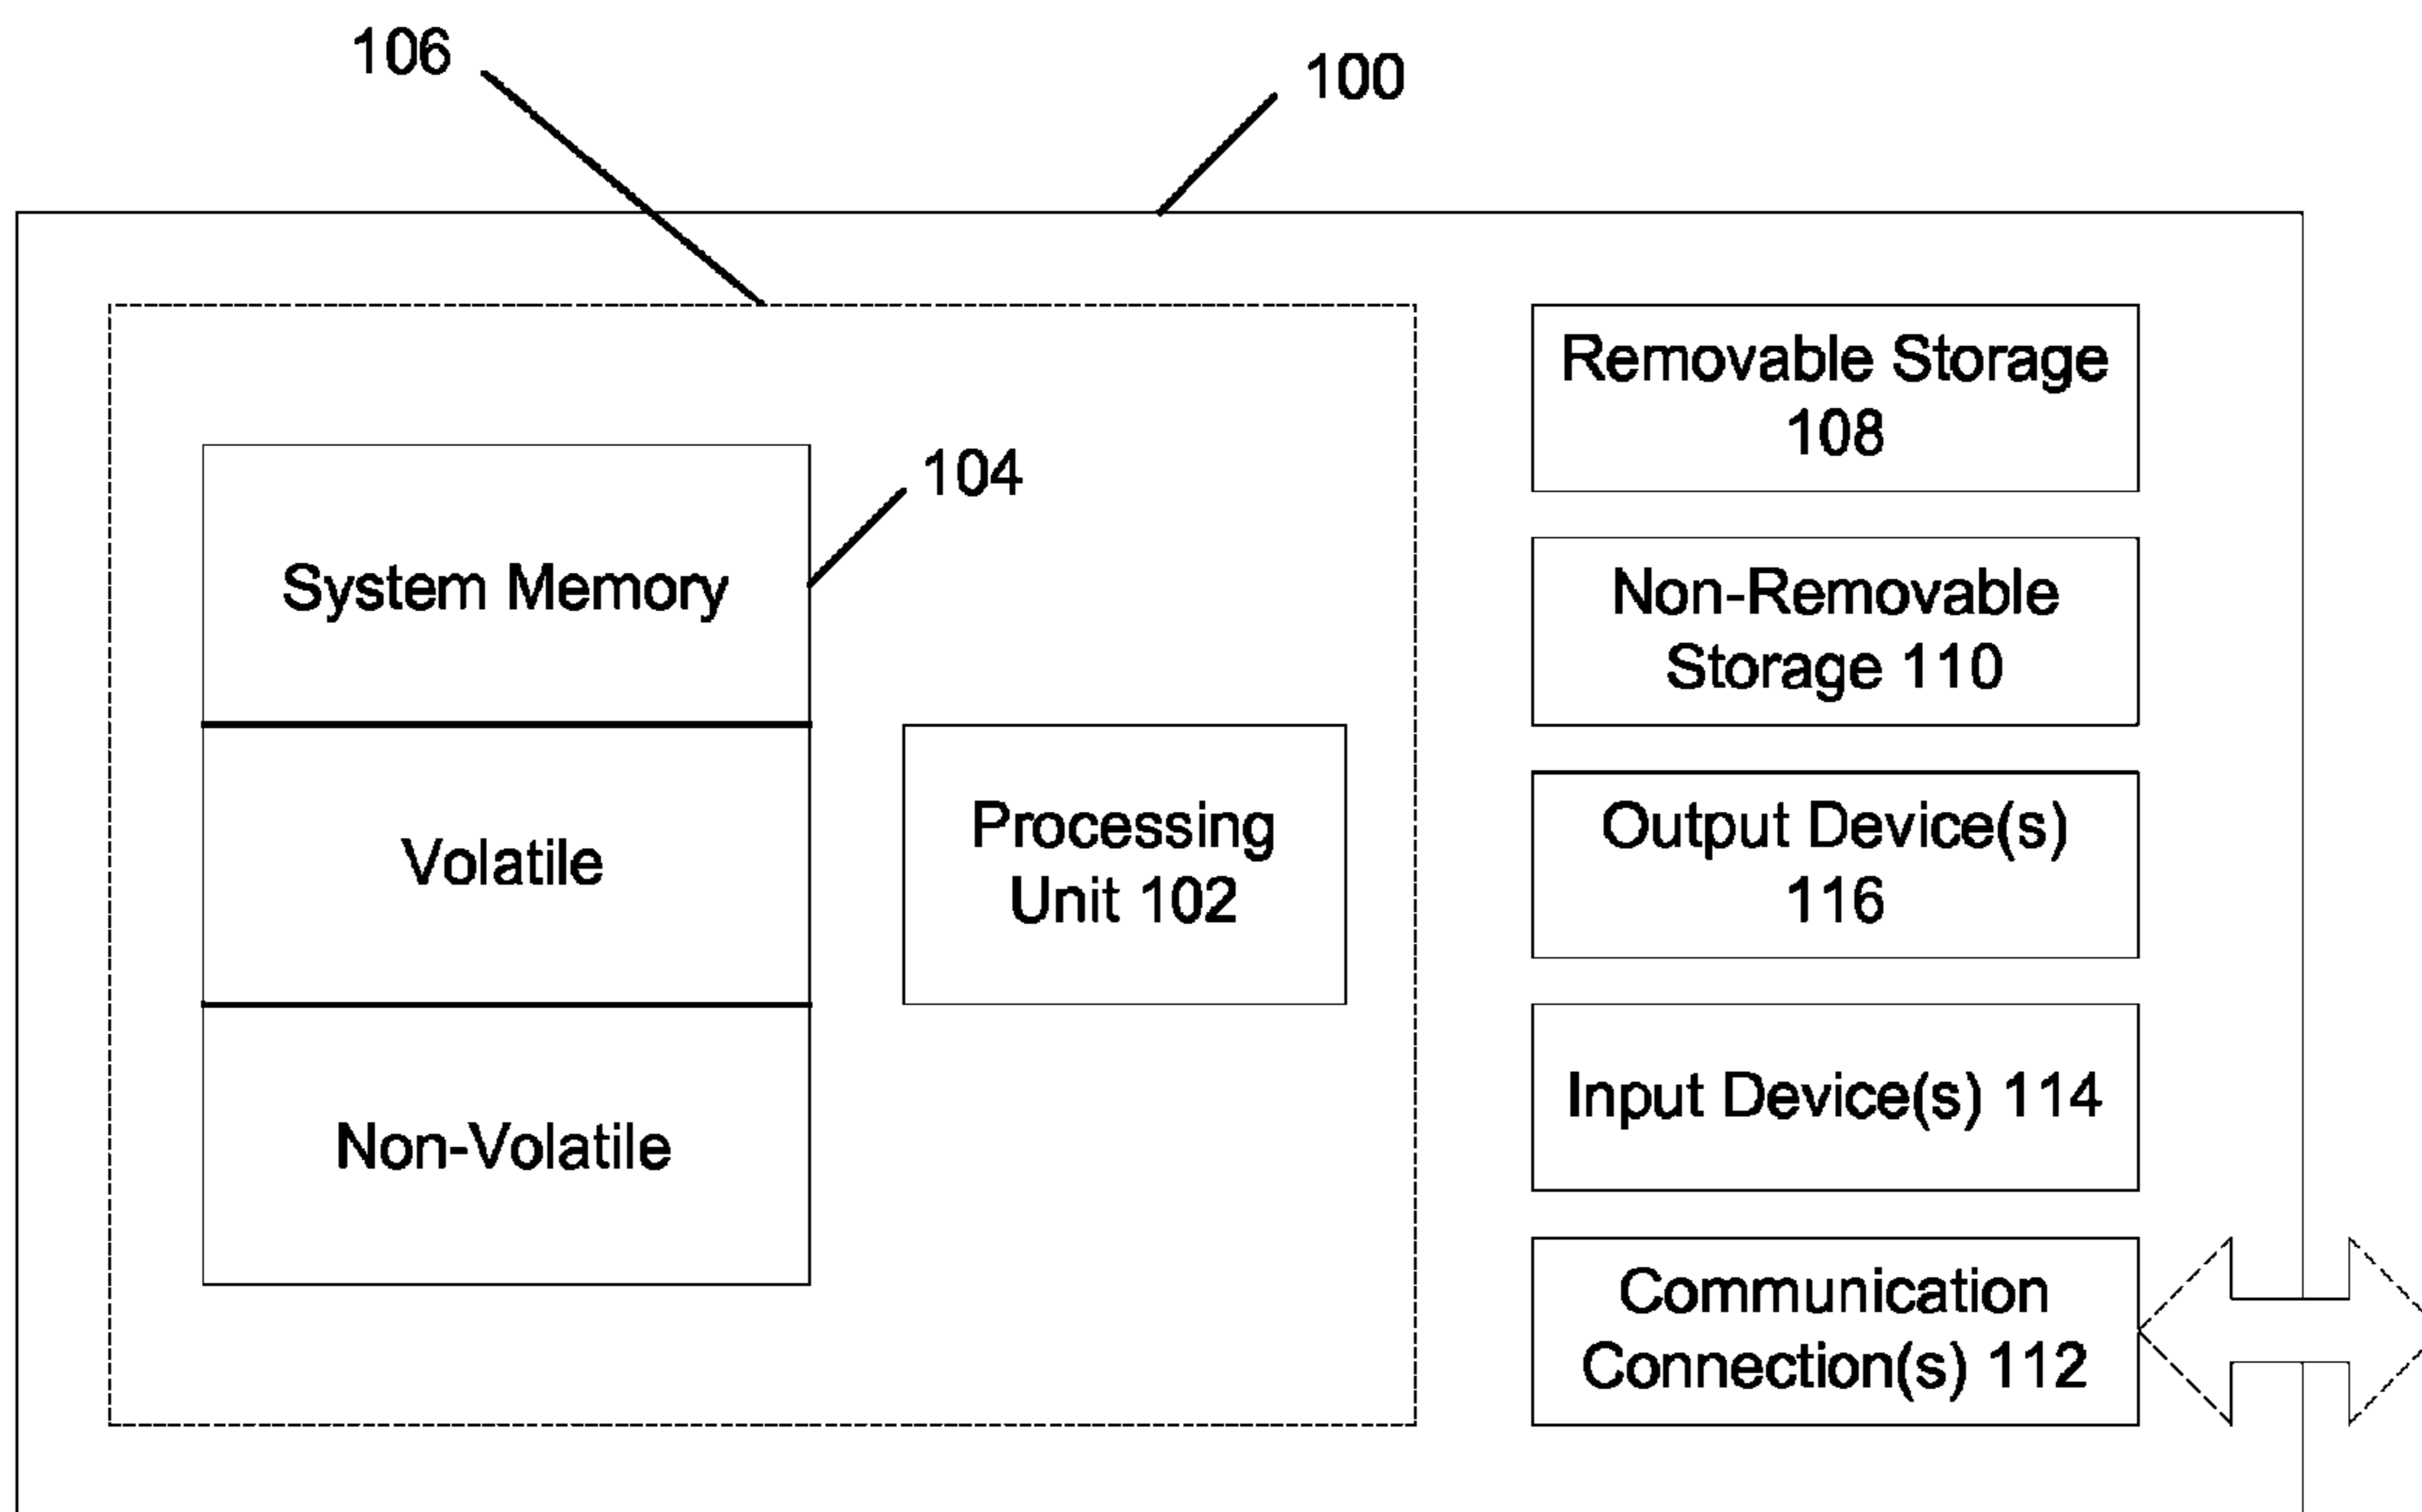 106
100
104
System Memory
Volatile
Non-Volatile
Processing
Unit 102
Removable Storage
108
Non-Removable
Storage 110
Output Device(s)
116
Input Device(s) 114
Communication
Connection(s) 112